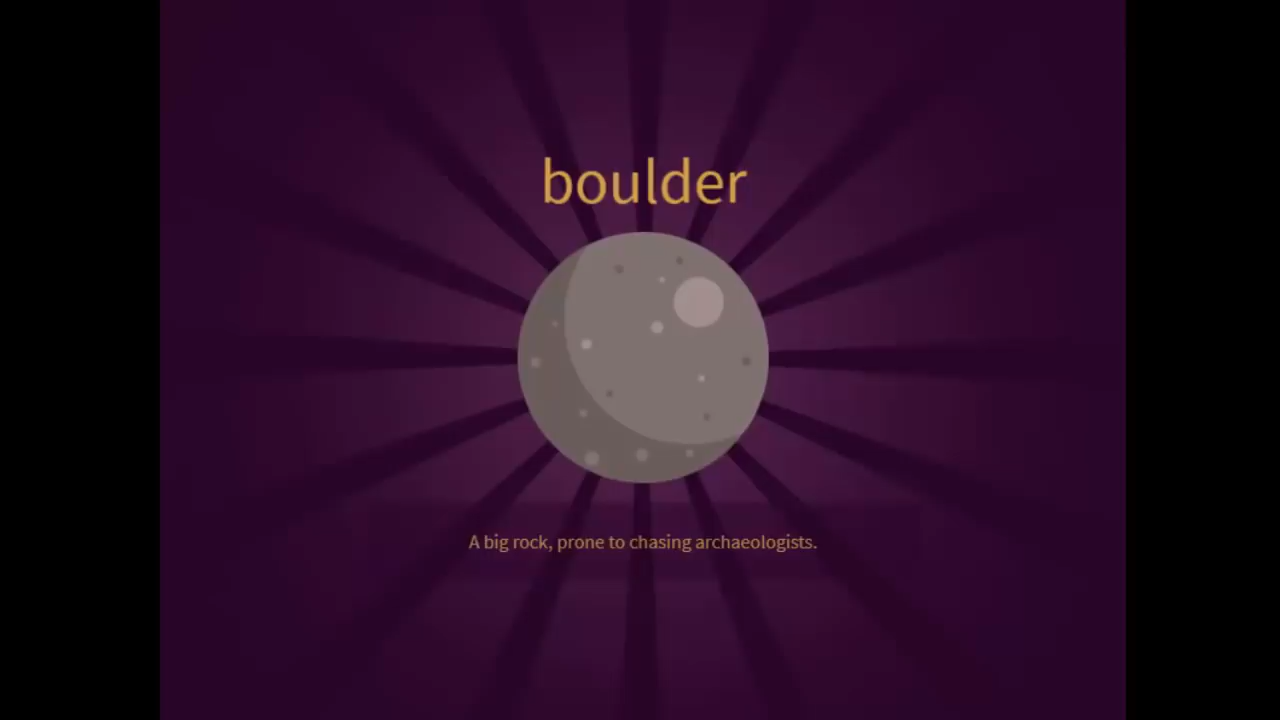 boulder
A big rock, prone to chasing archaeologists.